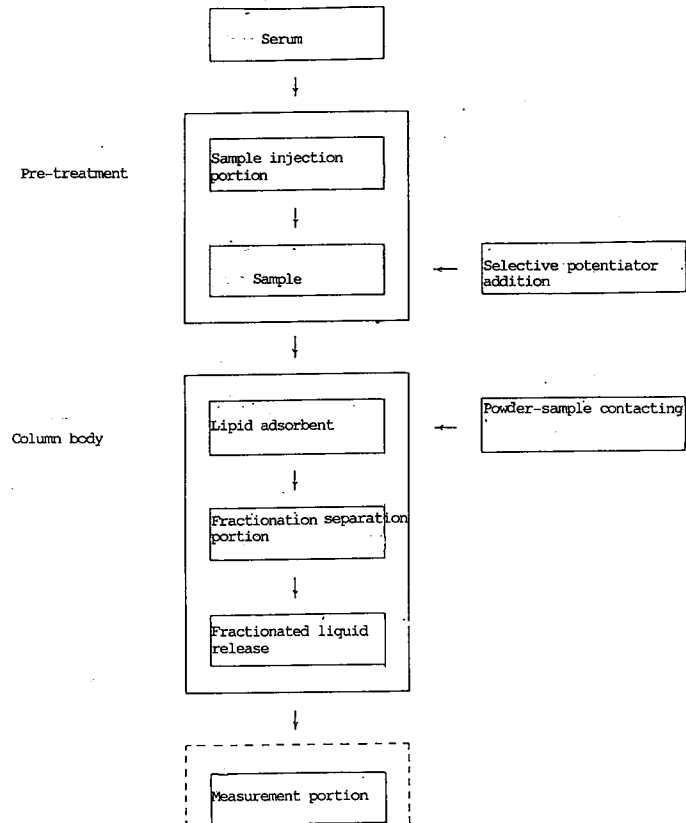 Serum
Pre-treatment
Sample injection
portion
Sample
Selective potentiator
addition
Column body
Lipid adsorbent
Powder-sample contacting
Fractionation separation
portion
Fractionated liquid
release
Measurement portion